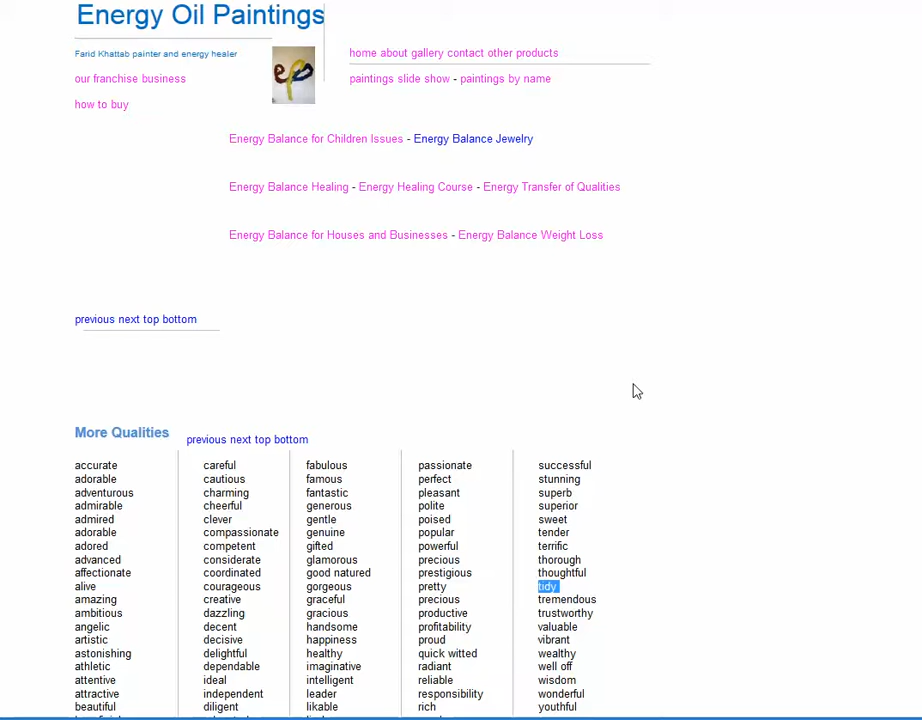 Energy Oil Paintings
Farid Khattab painter and energy healer
ep
home about gallery contact other products
our franchise business
paintings slide show - paintings by name
how to buy
Energy Balance for Children Issues - Energy Balance Jewelry
Energy Balance Healing - Energy Healing Course - Energy Transfer of Qualities
Energy Balance for Houses and Businesses - Energy Balance Weight Loss
previous next top bottom
More Qualities
previous next top bottom
accurate
adorable
adventurous
admirable
admired
adorable
adored
advanced
affectionate
alive
amazing
ambitious
angelic
artistic
astonishing
athletic
attentive
attractive
beautiful
careful
cautious
charming
cheerful
clever
compassionate
competent
considerate
coordinated
courageous
creative
dazzling
decent
decisive
delightful
dependable
ideal
independent
diligent
fabulous
famous
fantastic
generous
gentle
genuine
gifted
glamorous
good natured
gorgeous
graceful
gracious
handsome
happiness
healthy
imaginative
intelligent
leader
likable
passionate
perfect
pleasant
polite
poised
popular
powerful
precious
prestigious
pretty
precious
productive
profitability
proud
quick witted
radiant
reliable
responsibility
rich
successful
stunning
superb
superior
sweet
tender
terrific
thorough
thoughtful
tidy
tremendous
trustworthy
valuable
vibrant
wealthy
well off
wisdom
wonderful
youthful